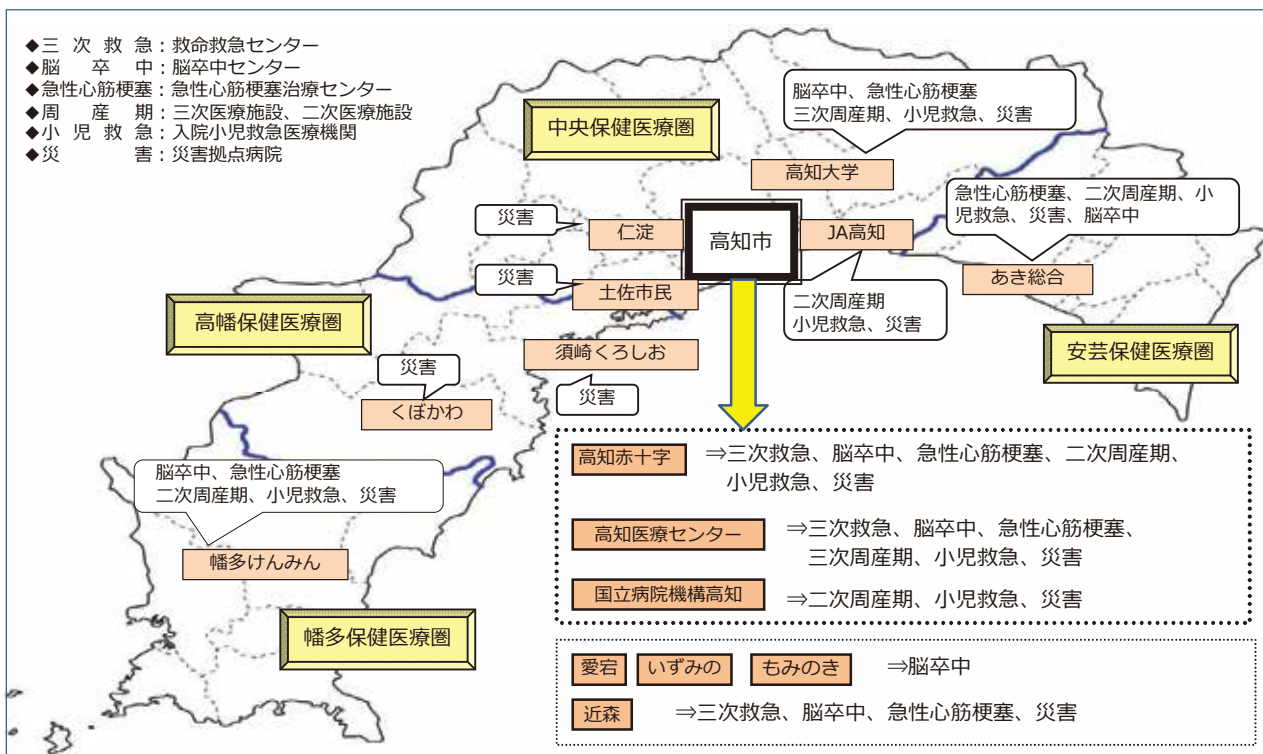 ◆三次救急：救命救急センター
◆脳卒中：脳卒中センター
◆急性心筋梗塞：急性心筋梗塞治療センター
◆周産期：三次医療施設、二次医療施設
◆小児救急：入院小児救急医療機関
◆災害：災害拠点病院
中央保健医療圏
脳卒中、急性心筋梗塞
三次周産期、小児救急、災害
高知大学
急性心筋梗塞、二次周産期、小
児救急、災害、脳卒中
あき総合
災害
仁淀
高知市
JA高知
災害
土佐市民
二次周産期
小児救急、災害
高幡保健医療圏
須崎くろしお
災害
安芸保健医療圏
災害
くぼかわ
脳卒中、急性心筋梗塞
二次周産期、小児救急、災害
幡多けんみん
幡多保健医療圏
高知赤十字 ⇒三次救急、脳卒中、急性心筋梗塞、二次周産期、
小児救急、災害
高知医療センター ⇒三次救急、脳卒中、急性心筋梗塞、
三次周産期、小児救急、災害
国立病院機構高知 ⇒二次周産期、小児救急、災害
愛宕 いずみの もみのき ⇒脳卒中
近森 ⇒三次救急、脳卒中、急性心筋梗塞、災害